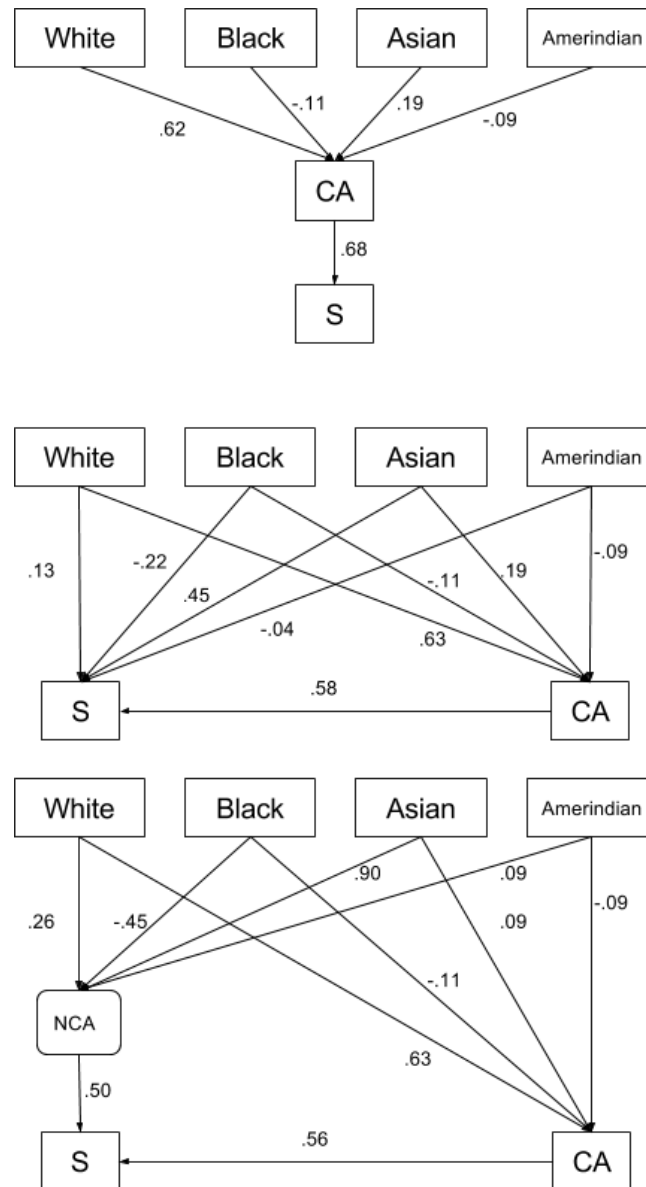 White Black Asian Amerindian
.62 -.11 .19 -.09
CA
.68
S
White Black Asian Amerindian
.13 -.22 .45 -.04 .63 -.11 .19 -.09
S .58 CA
White Black Asian Amerindian
.26 -.45 .90 .09 -.11 .09 -.09
NCA
.63
.50
S .56 CA